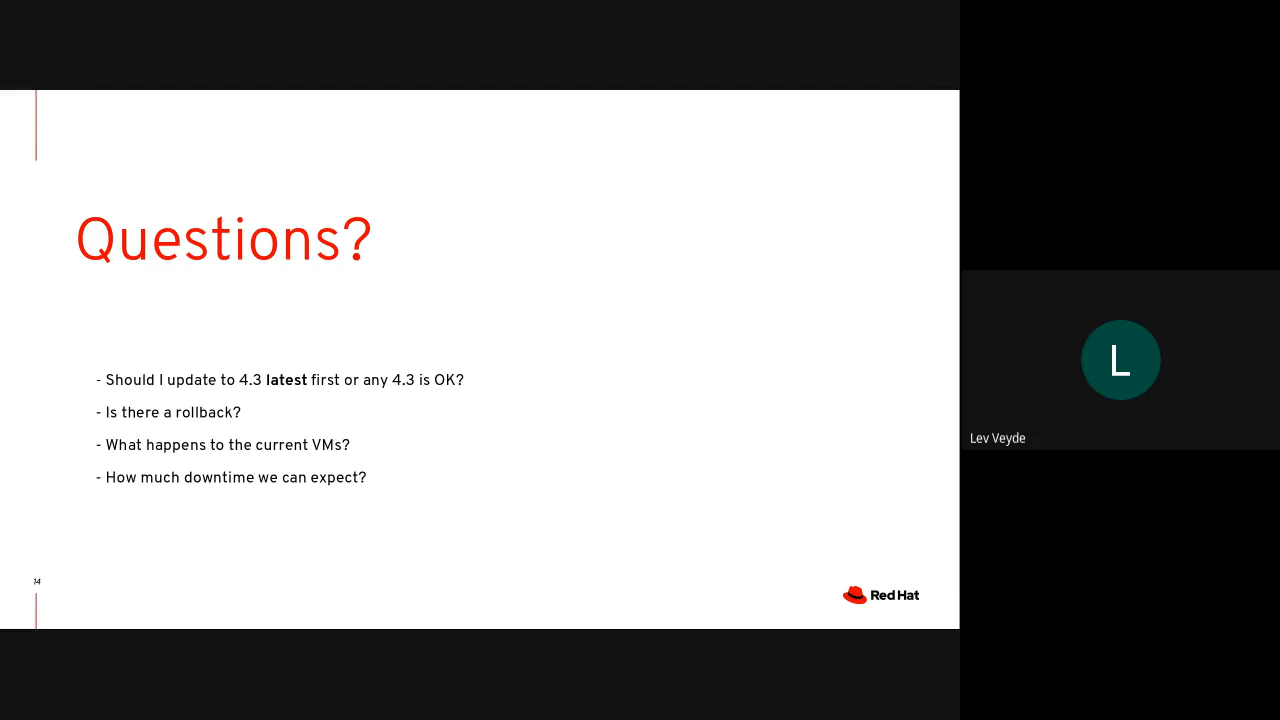 Questions?
- Should I update to 4.3 latest first or any 4.3 is OK?
- Is there a rollback?
- What happens to the current VMs?
- How much downtime we can expect?
14
Red Hat
L
Lev Veyde